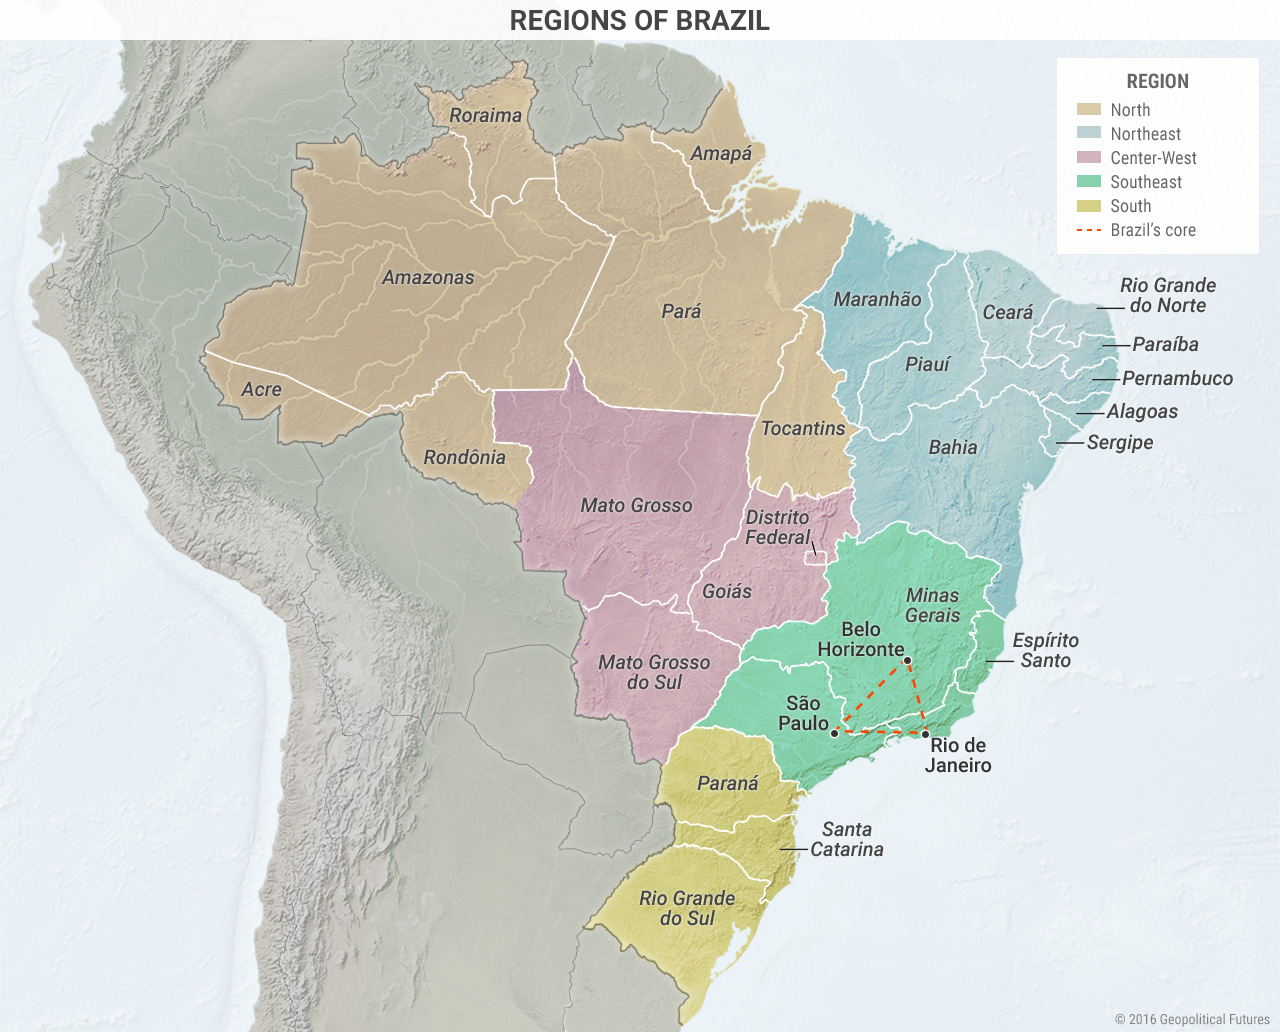 REGIONS OF BRAZIL
REGION
North
Northeast
Center-West
Southeast
South
Brazil's core
Roraima
Amapá
Amazonas
Pará
Maranhão
Ceará
Rio Grande
do Norte
Paraíba
Piauí
Pernambuco
Acre
Alagoas
Tocantins
Sergipe
Bahia
Rondônia
Mato Grosso
Distrito
Federal
Goiás
Minas
Gerais
Belo
Horizonte
Espírito
Santo
Mato Grosso
do Sul
São
Paulo
Rio de
Janeiro
Paraná
Santa
Catarina
Rio Grande
do Sul
© 2016 Geopolitical Futures